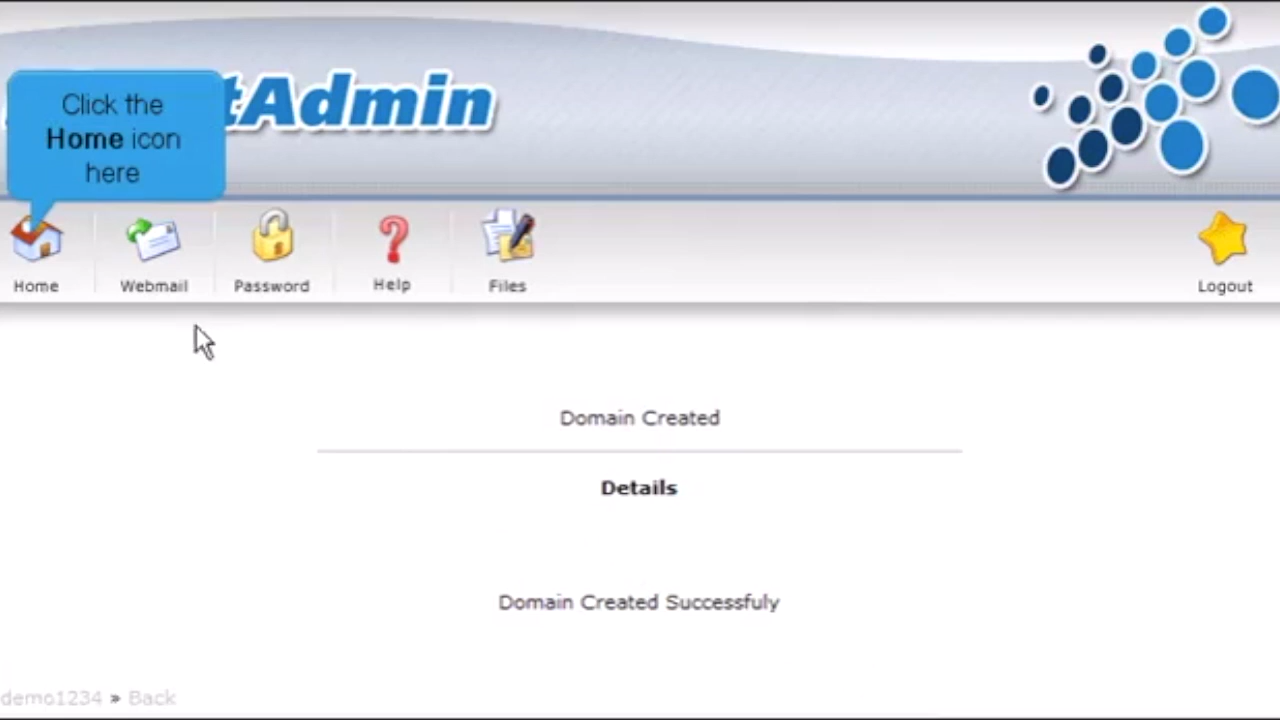 tAdmin
Click the
Home icon
here
Home
Webmail
Password
Help
Files
Logout
Domain Created
Details
Domain Created Successfuly
demo1234 » Back